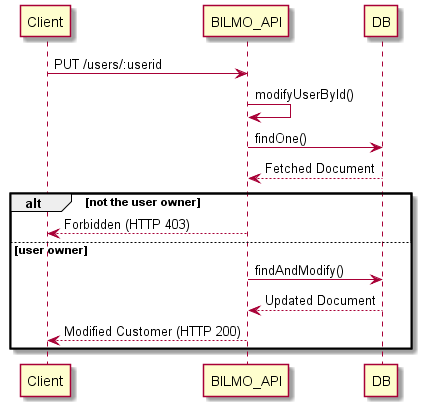 Client BILMO_API DB
PUT /users/:userid
modifyUserById()
findOne()
Fetched Document
alt [not the user owner]
Forbidden (HTTP 403)
[user owner]
findAndModify()
Updated Document
Modified Customer (HTTP 200)
Client BILMO_API DB